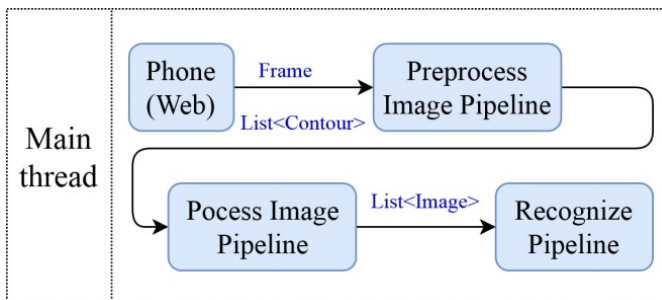 Main
thread
Phone
(Web)
Frame
Preprocess
Image Pipeline
List<Contour>
Pocess Image
Pipeline
List<Image>
Recognize
Pipeline